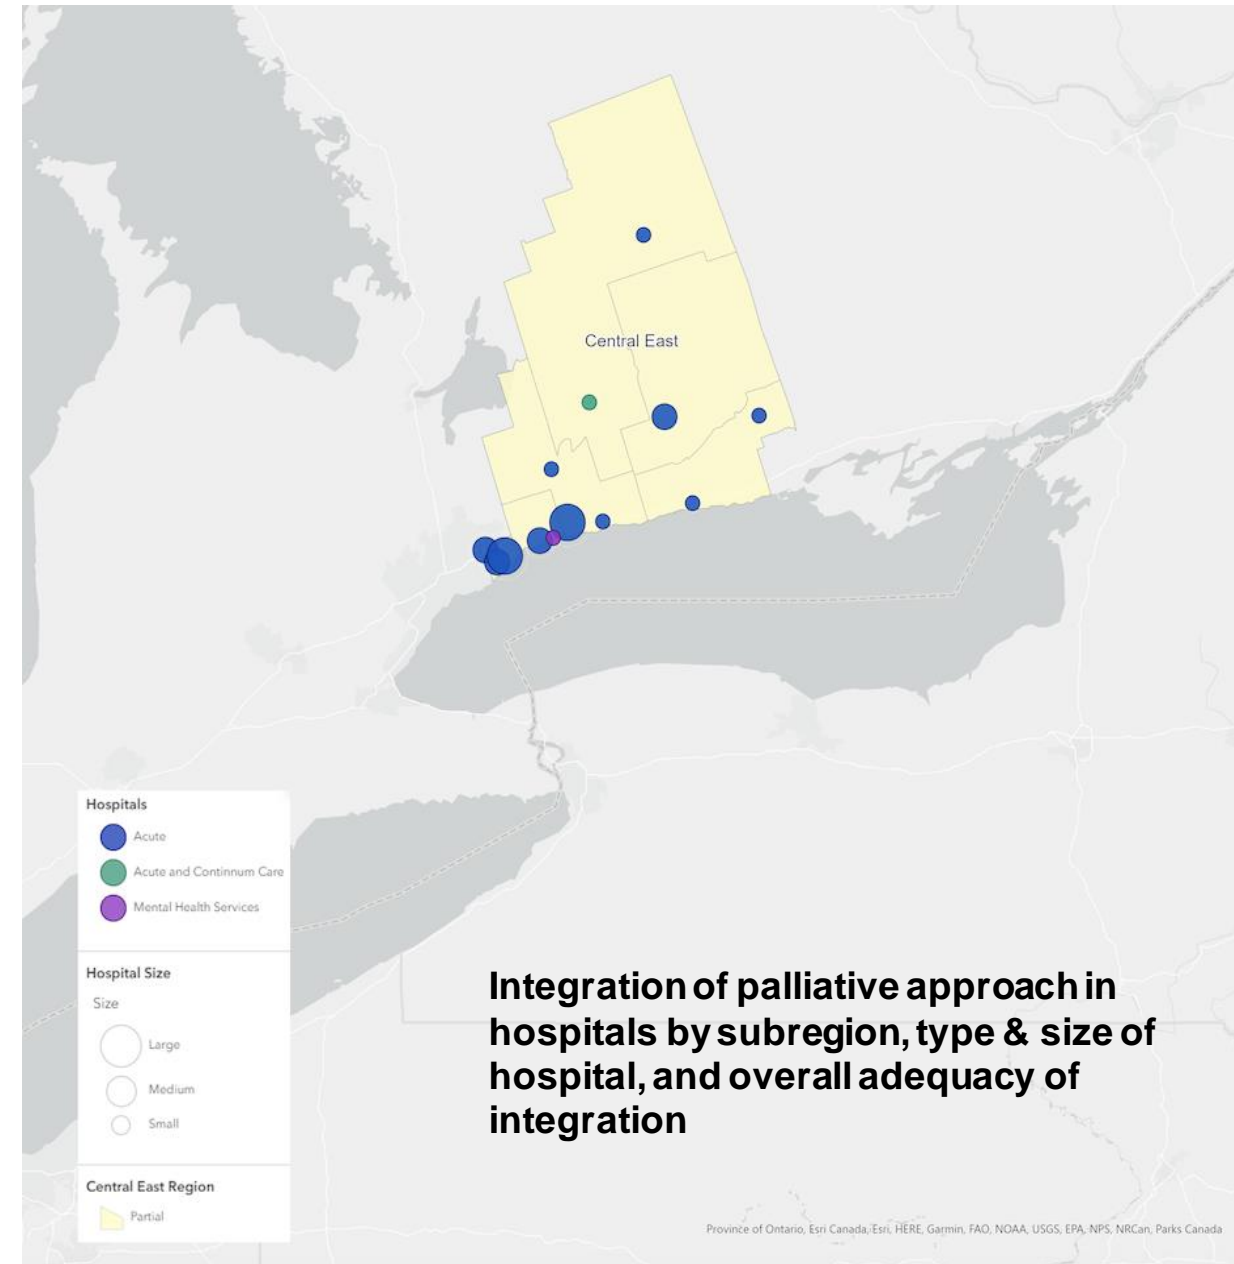 Central East
Hospitals
Acute
Acute and Continnum Care
Mental Health Services
Hospital Size
Size
Large
Medium
Small
Central East Region
Partial
Integration of palliative approach in
hospitals by subregion, type & size of
hospital, and overall adequacy of
integration
Province of Ontario, Esri Canada, Esri, HERE, Garmin, FAO, NOAA, USGS, EPA, NPS, NRCan, Parks Canada